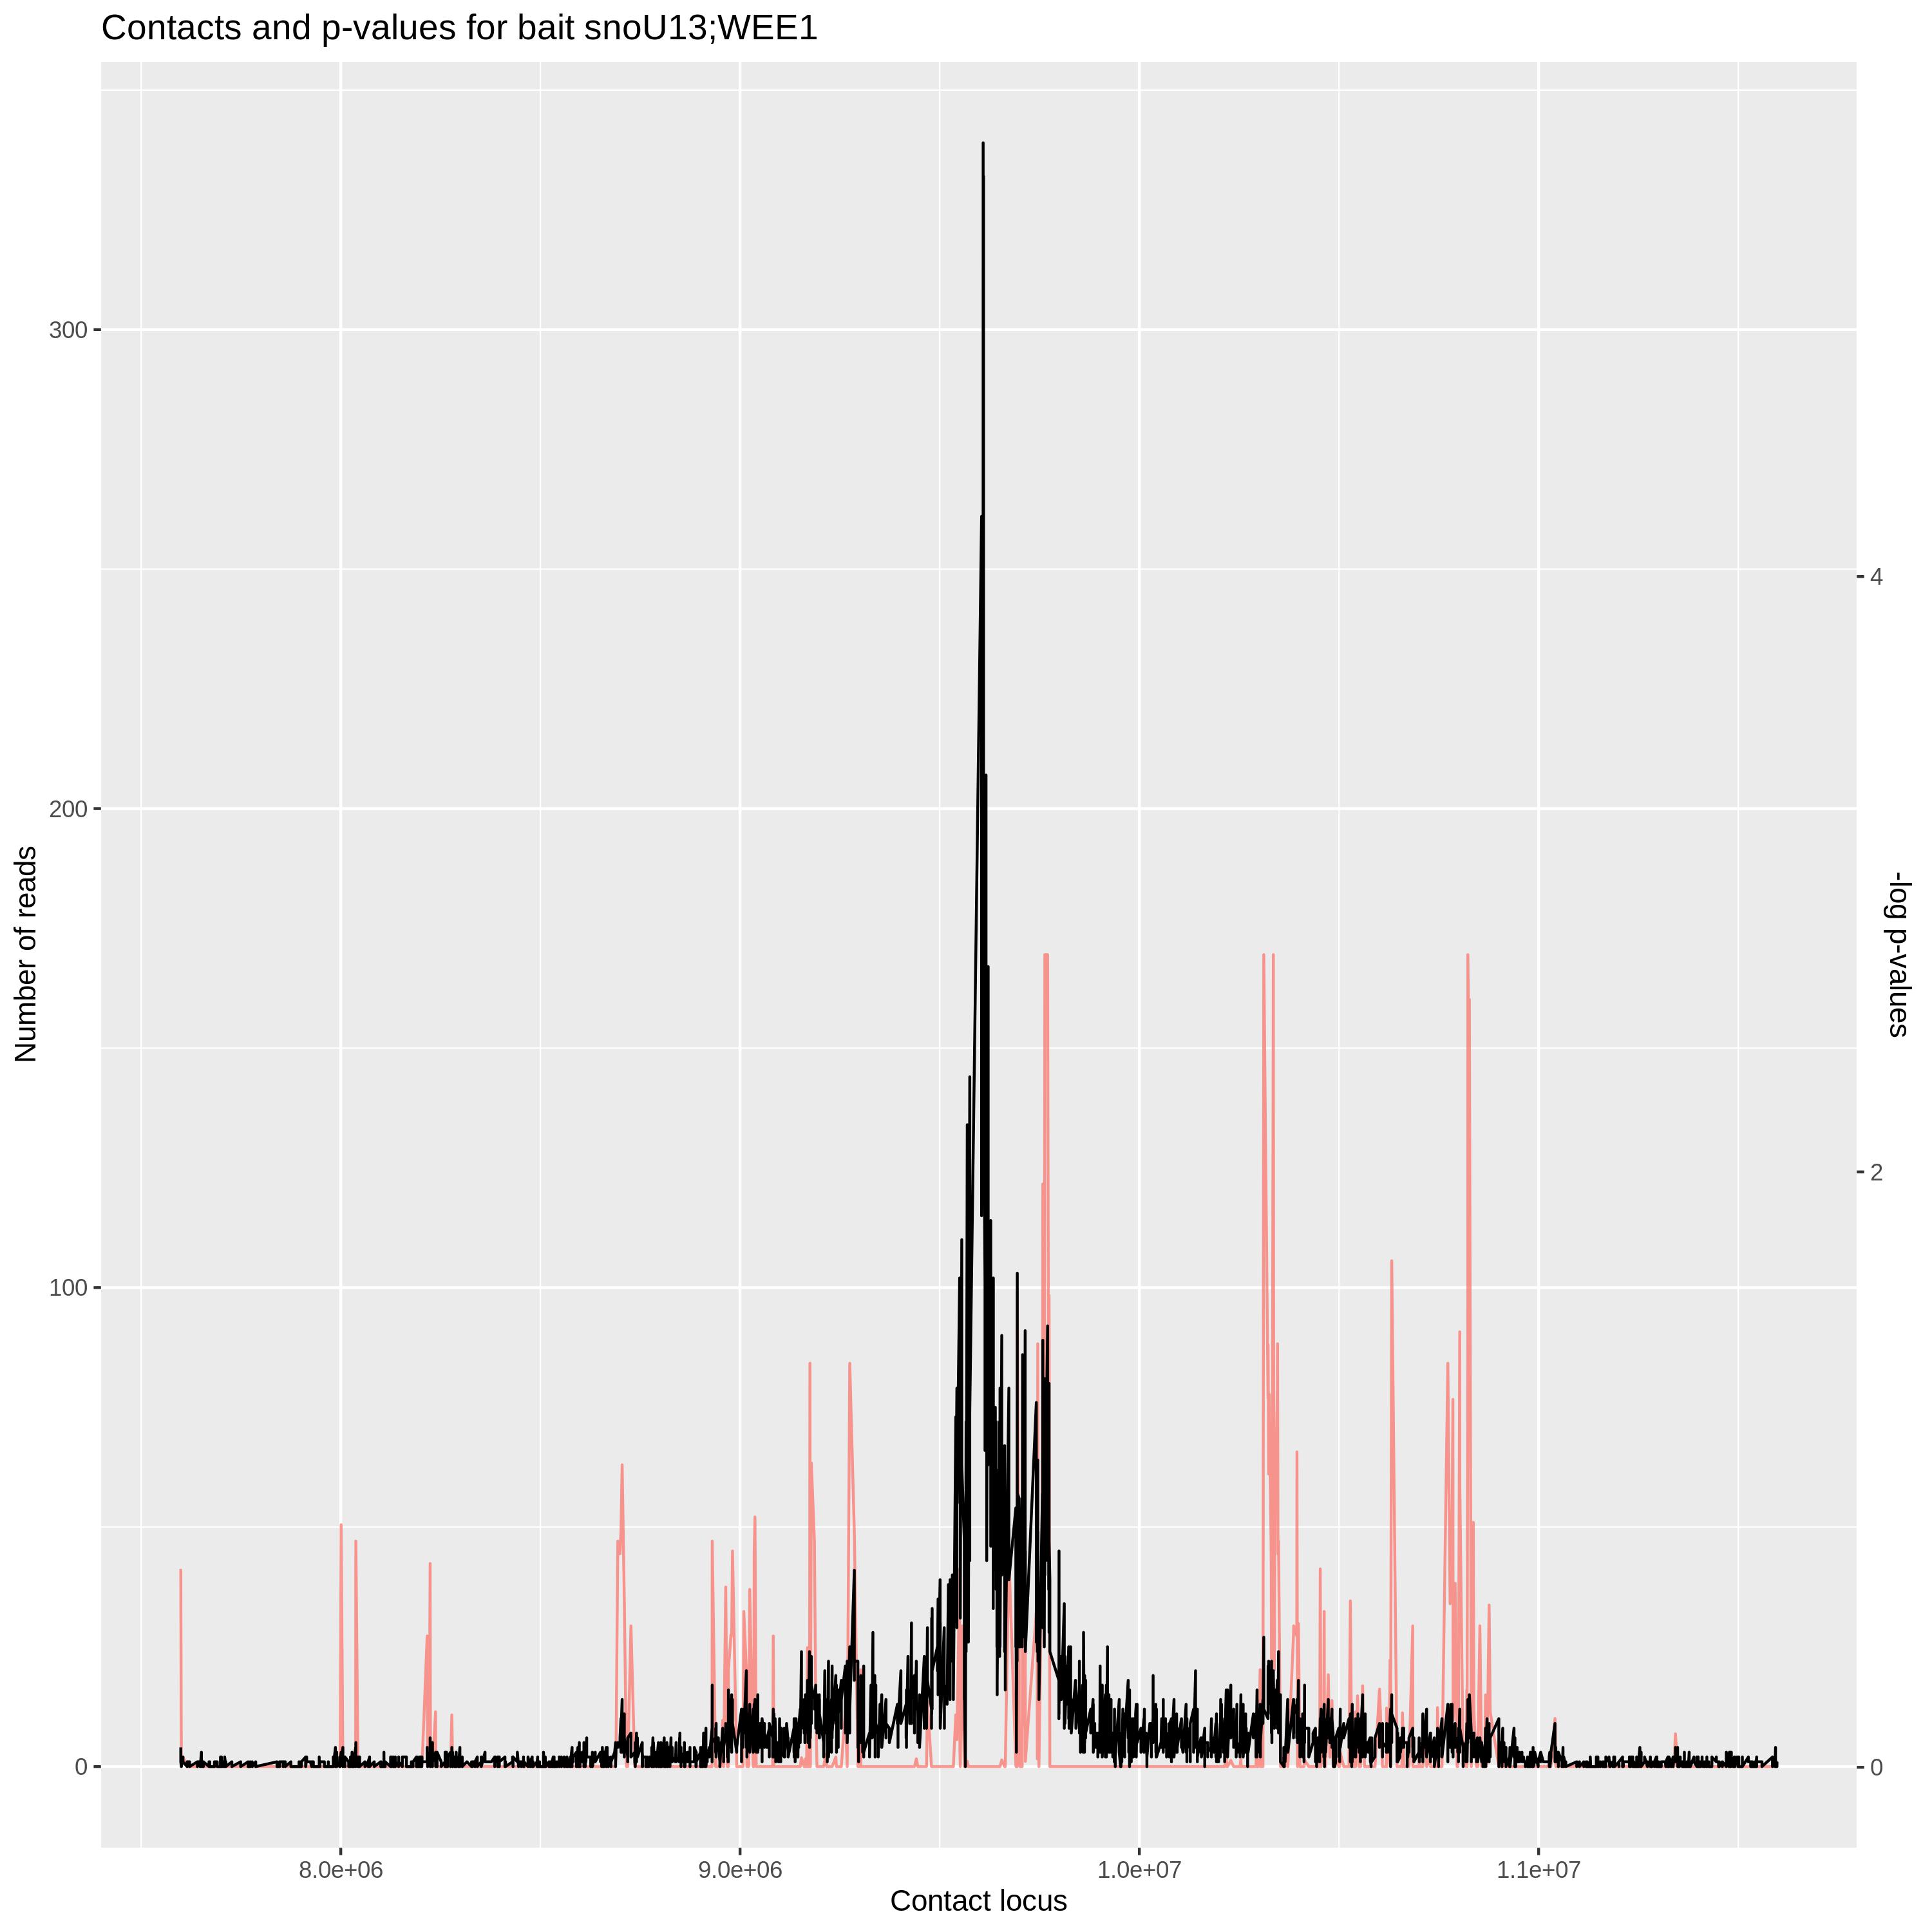 Contacts and p-values for bait snoU13;WEE1
300
200
100
0
Number of reads
4
2
0
-log p-values
8.0e+06
9.0e+06
1.0e+07
1.1e+07
Contact locus